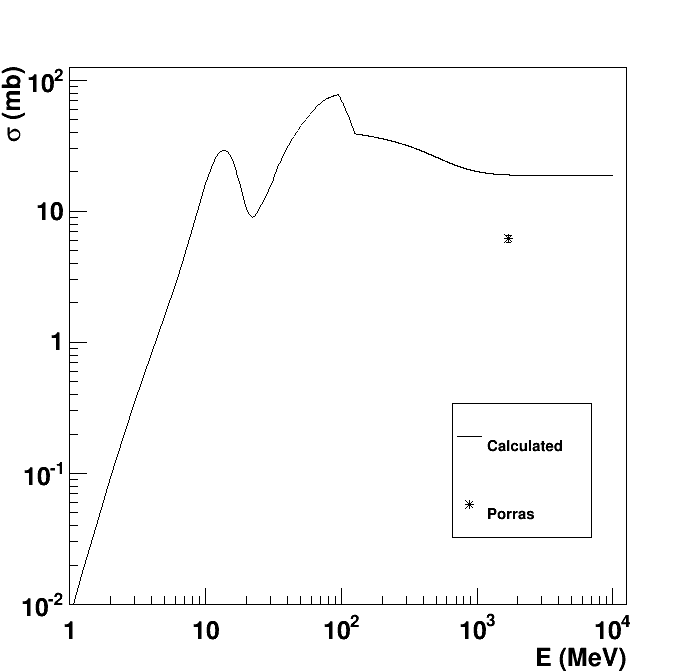 σ (mb)
10²
10
1
10⁻¹
10⁻²
Calculated
Porras
1 10 10² 10³ 10⁴
E (MeV)